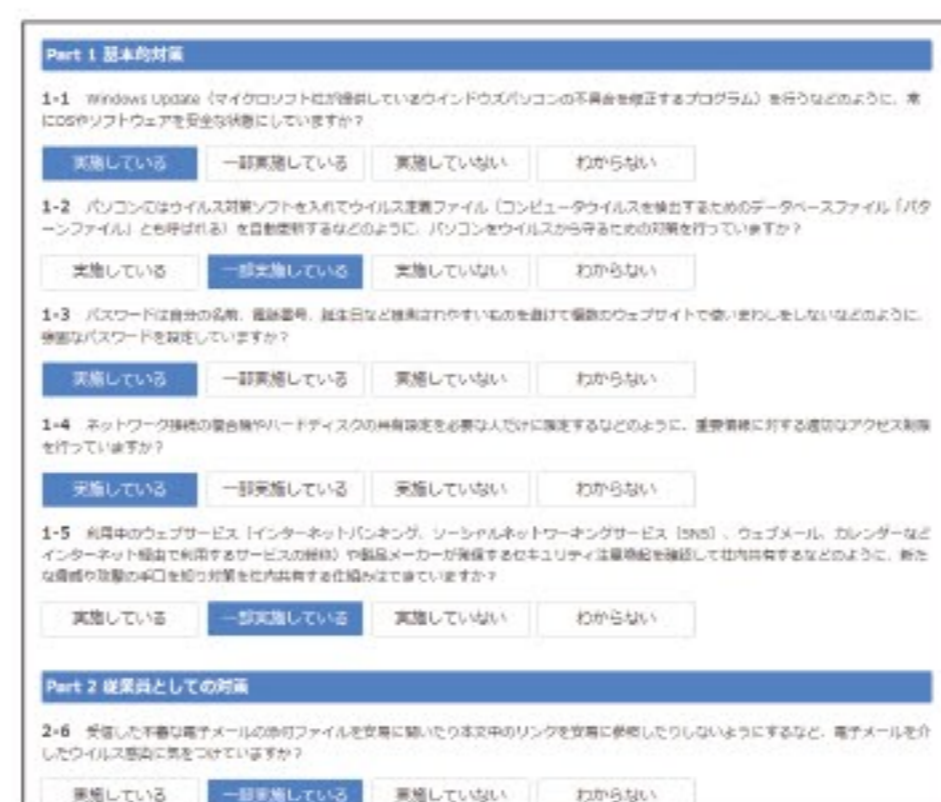 Part 1 基本的対策
1-1 Windows Update（マイクロソフト社が提供しているウインドウズパソコンの不具合を修正するプログラム）を行うなどのように、常
にOSやソフトウェアを安全な状態にしていますか？
実施している 一部実施している 実施していない わからない
1-2 パソコンにはウイルス対策ソフトを入れてウイルス定義ファイル（コンピュータウイルスを検出するためのデータベースファイル「パタ
ーンファイル」とも呼ばれる）を自動更新するなどのように、パソコンをウイルスから守るための対策を行っていますか？
実施している 一部実施している 実施していない わからない
1-3 パスワードは自分の名前、電話番号、誕生日など推測されやすいものを避けて複数のウェブサイトで使いまわしをしないなどのように、
強固なパスワードを設定していますか？
実施している 一部実施している 実施していない わからない
1-4 ネットワーク接続の複合機やハードディスクの共有設定を必要な人だけに限定するなどのように、重要情報に対する適切なアクセス制限
を行っていますか？
実施している 一部実施している 実施していない わからない
1-5 利用中のウェブサービス（インターネットバンキング、ソーシャルネットワーキングサービス（SNS）、ウェブメール、カレンダーなど
インターネット経由で利用するサービスの総称）や製品メーカーが発信するセキュリティ注意喚起を確認して社内共有するなどのように、新た
な脅威や攻撃の手口を知り対策を社内共有する仕組みはできていますか？
実施している 一部実施している 実施していない わからない
Part 2 従業員としての対策
2-6 受信した不審な電子メールの添付ファイルを安易に開いたり本文中のリンクを安易に参照したりしないようにするなど、電子メールを介
したウイルス感染に気をつけていますか？
実施している 一部実施している 実施していない わからない